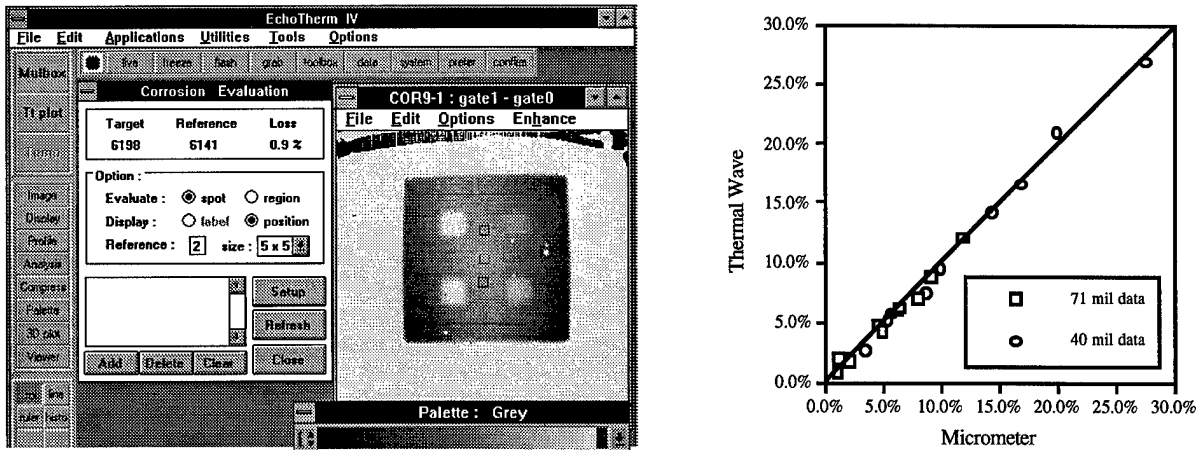 EchoTherm IV
File Edit Applications Utilities Tools Options
live freeze flash grab toolbox data system prefer confirm
Mulbox
Tt plot
Image
Display
Profile
Analysis
Compress
Palette
3D plot
Viewer
line
ruler
Corrosion Evaluation
Target Reference Loss
6198 6141 0.9 %
Option :
Evaluate : spot region
Display : label position
Reference : 2 size : 5 x 5
Setup
Refresh
Close
Add Delete Clear
COR9-1 : gate1 - gate0
File Edit Options Enhance
Palette : Grey
Thermal Wave
30.0%
25.0%
20.0%
15.0%
10.0%
5.0%
0.0%
71 mil data
40 mil data
0.0% 5.0% 10.0% 15.0% 20.0% 25.0% 30.0%
Micrometer